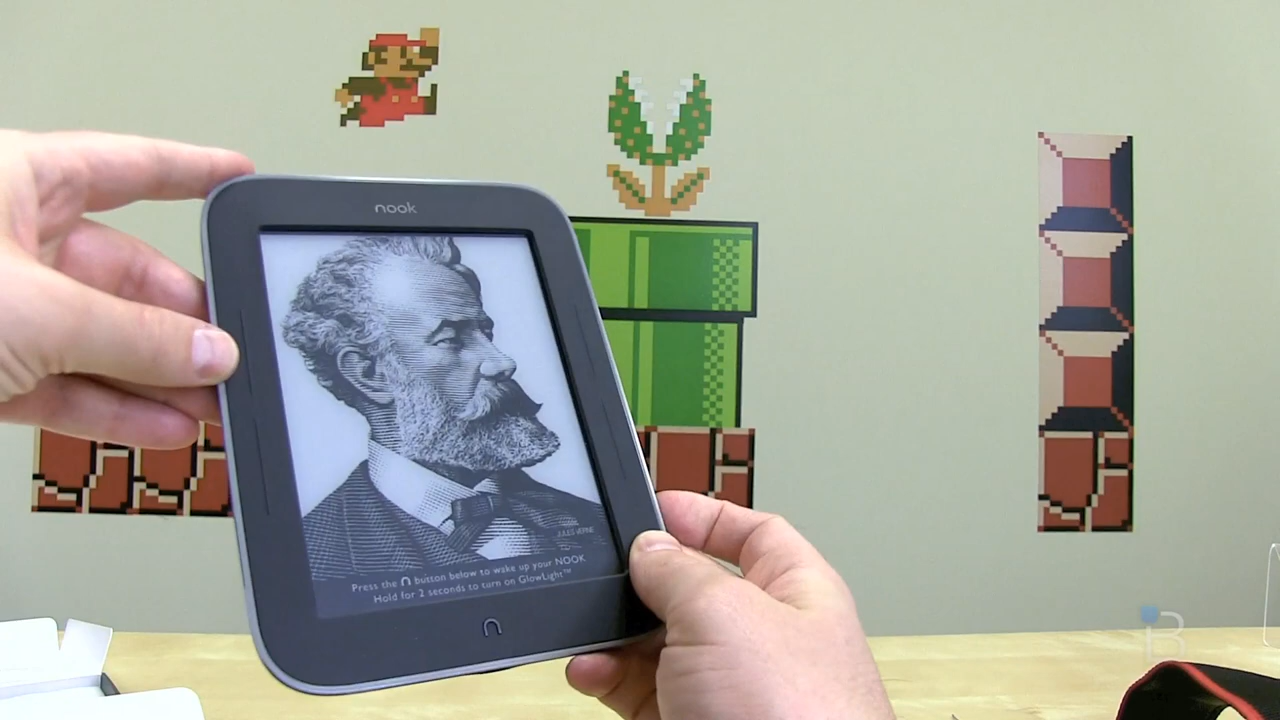 nook
JULES VERNE
Press the n button below to wake up your NOOK
Hold for 2 seconds to turn on GlowLight™
n
iB